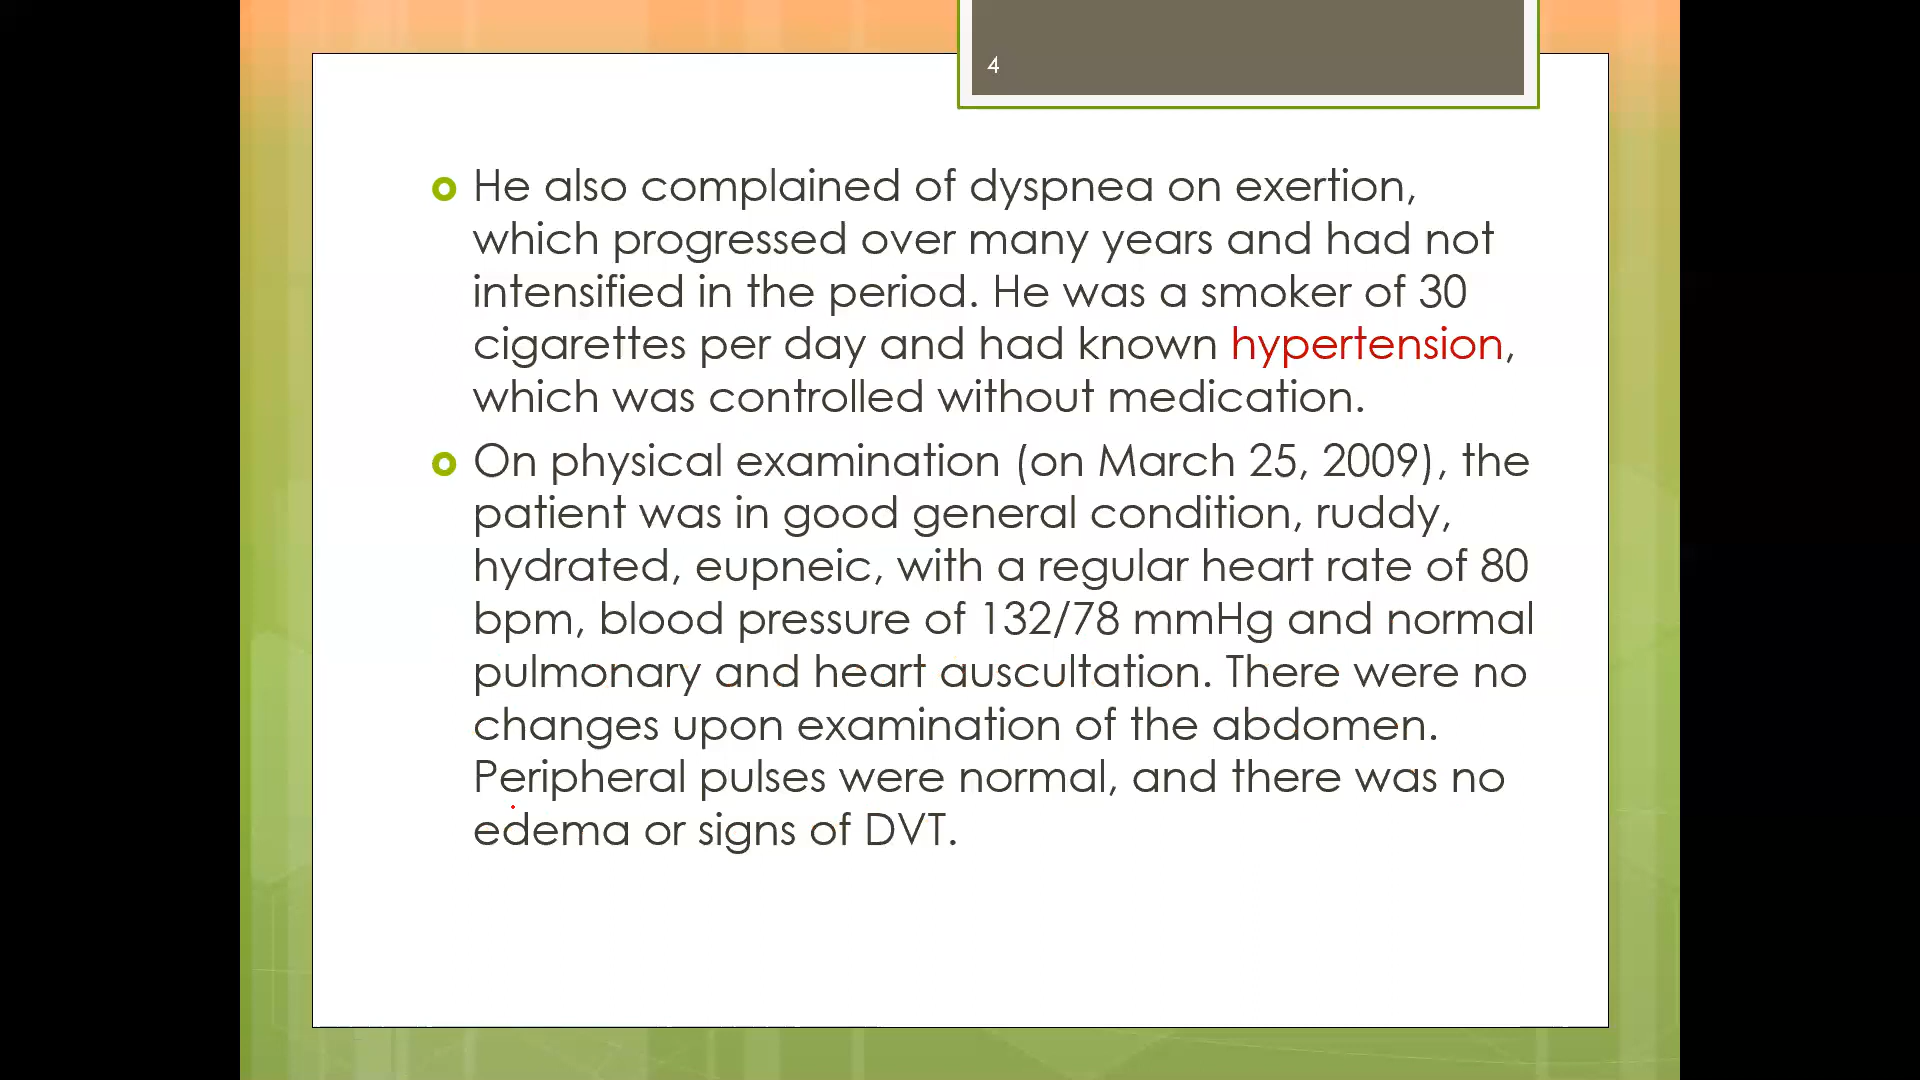 4
He also complained of dyspnea on exertion,
which progressed over many years and had not
intensified in the period. He was a smoker of 30
cigarettes per day and had known hypertension,
which was controlled without medication.
On physical examination (on March 25, 2009), the
patient was in good general condition, ruddy,
hydrated, eupneic, with a regular heart rate of 80
bpm, blood pressure of 132/78 mmHg and normal
pulmonary and heart auscultation. There were no
changes upon examination of the abdomen.
Peripheral pulses were normal, and there was no
edema or signs of DVT.